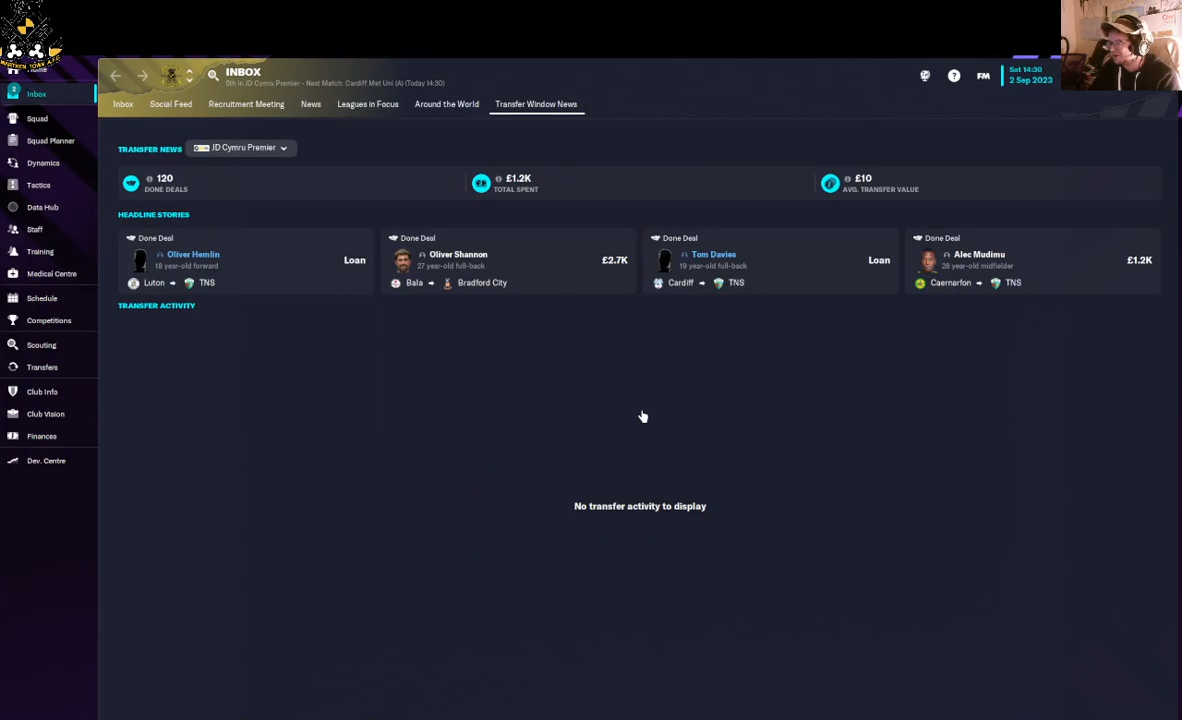 INBOX
5th in JD Cymru Premier - Next Match: Cardiff Met Uni (A) (Today 14:30)
FM
Sat 14:30
2 Sep 2023
Home
2
Inbox
Squad
Squad Planner
Dynamics
Tactics
Data Hub
Staff
Training
Medical Centre
Schedule
Competitions
Scouting
Transfers
Club Info
Club Vision
Finances
Dev. Centre
Inbox Social Feed Recruitment Meeting News Leagues in Focus Around the World Transfer Window News
TRANSFER NEWS JD Cymru Premier
120
DONE DEALS
£1.2K
TOTAL SPENT
£10
AVG. TRANSFER VALUE
HEADLINE STORIES
Done Deal
Oliver Hemlin
18 year-old forward
Loan
Luton TNS
Done Deal
Oliver Shannon
27 year-old full-back
£2.7K
Bala Bradford City
Done Deal
Tom Davies
19 year-old full-back
Loan
Cardiff TNS
Done Deal
Alec Mudimu
28 year-old midfielder
£1.2K
Caernarfon TNS
TRANSFER ACTIVITY
No transfer activity to display